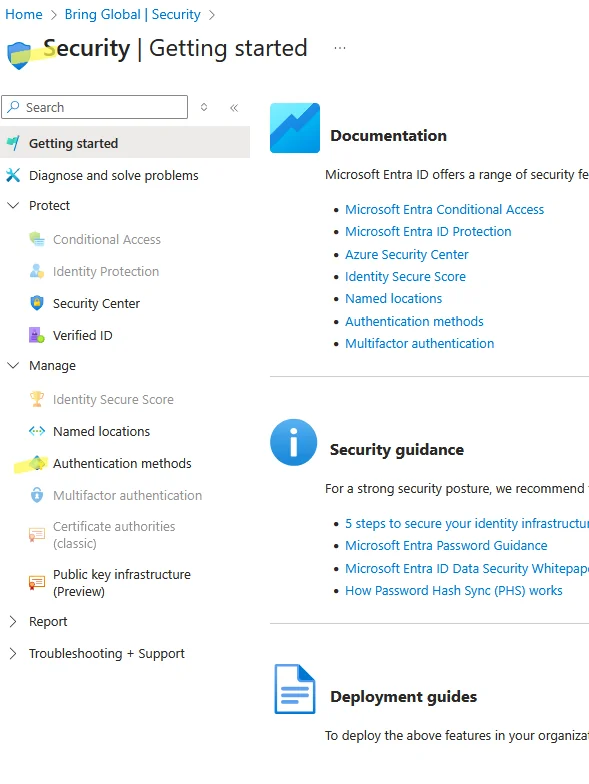 Home > Bring Global | Security >
Security | Getting started ...
Search
Getting started
Diagnose and solve problems
Protect
Conditional Access
Identity Protection
Security Center
Verified ID
Manage
Identity Secure Score
Named locations
Authentication methods
Multifactor authentication
Certificate authorities
(classic)
Public key infrastructure
(Preview)
Report
Troubleshooting + Support
Documentation
Microsoft Entra ID offers a range of security fe
• Microsoft Entra Conditional Access
• Microsoft Entra ID Protection
• Azure Security Center
• Identity Secure Score
• Named locations
• Authentication methods
• Multifactor authentication
Security guidance
For a strong security posture, we recommend
• 5 steps to secure your identity infrastructu
• Microsoft Entra Password Guidance
• Microsoft Entra ID Data Security Whitepape
• How Password Hash Sync (PHS) works
Deployment guides
To deploy the above features in your organizat